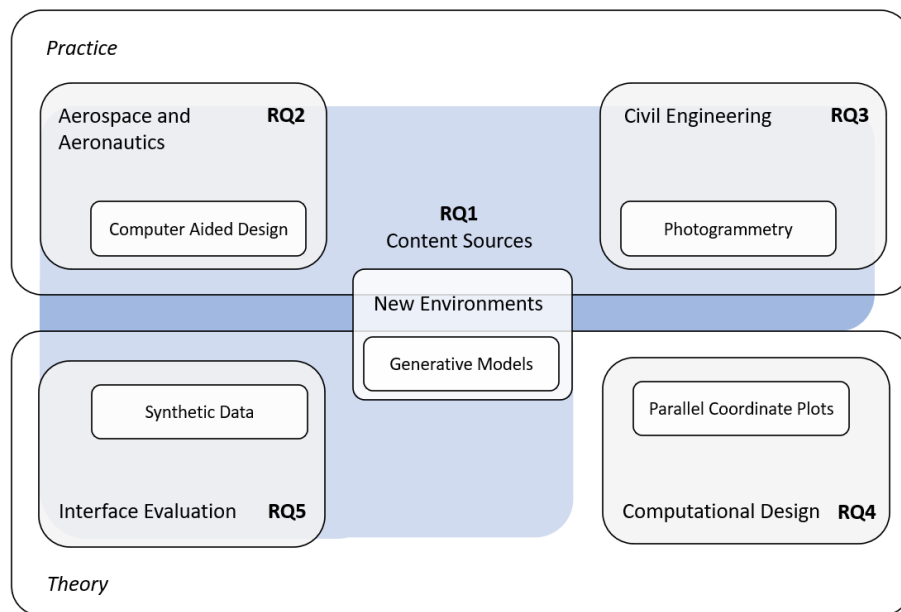 Practice
Aerospace and RQ2
Aeronautics
Computer Aided Design
Civil Engineering RQ3
Photogrammetry
RQ1
Content Sources
New Environments
Generative Models
Synthetic Data
Interface Evaluation RQ5
Parallel Coordinate Plots
Computational Design RQ4
Theory